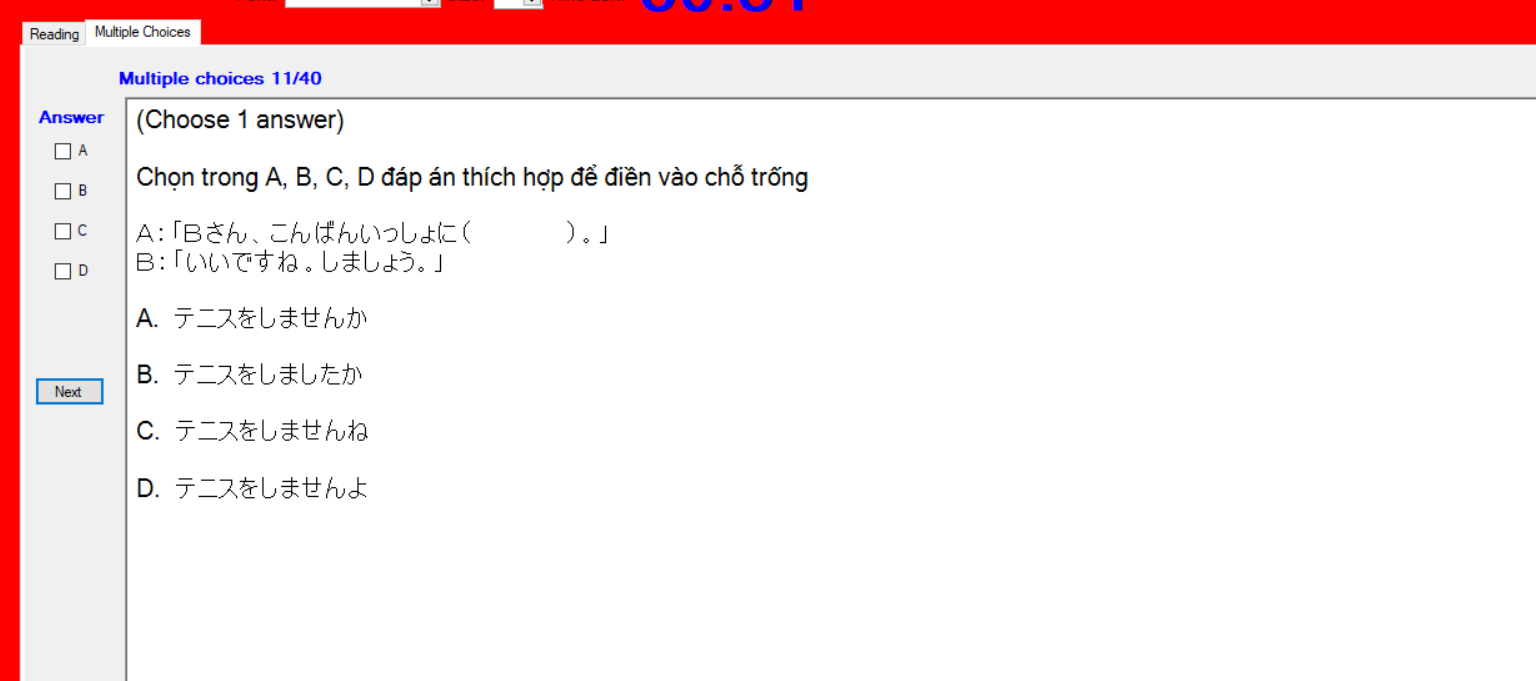 Reading Multiple Choices
Multiple choices 11/40
Answer
(Choose 1 answer)
A
Chọn trong A, B, C, D đáp án thích hợp để điền vào chỗ trống
B
C
A:「Bさん、こんばんいっしょに(　　　)。」
B:「いいですね。しましょう。」
D
A. テニスをしませんか
B. テニスをしましたか
Next
C. テニスをしませんね
D. テニスをしませんよ